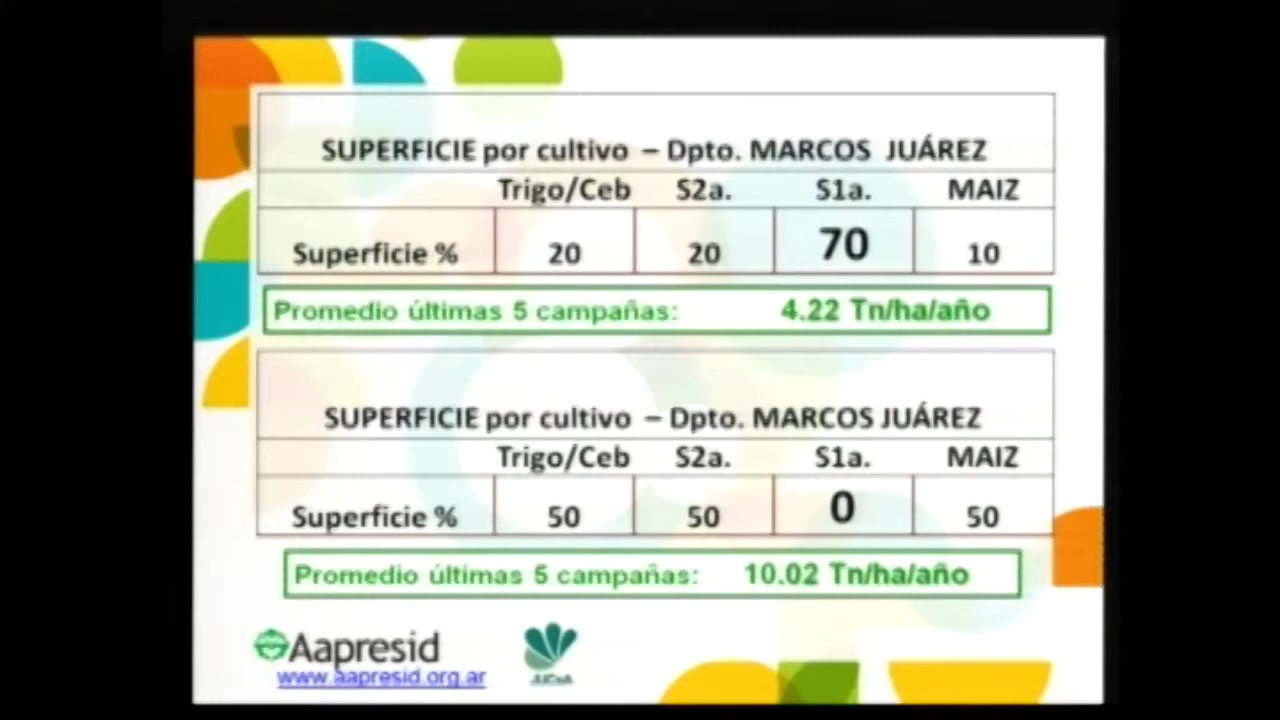 SUPERFICIE por cultivo – Dpto. MARCOS JUÁREZ
Trigo/Ceb S2a. S1a. MAIZ
Superficie % 20 20 70 10
Promedio últimas 5 campañas: 4.22 Tn/ha/año
SUPERFICIE por cultivo – Dpto. MARCOS JUÁREZ
Trigo/Ceb S2a. S1a. MAIZ
Superficie % 50 50 0 50
Promedio últimas 5 campañas: 10.02 Tn/ha/año
Aapresid
www.aapresid.org.ar